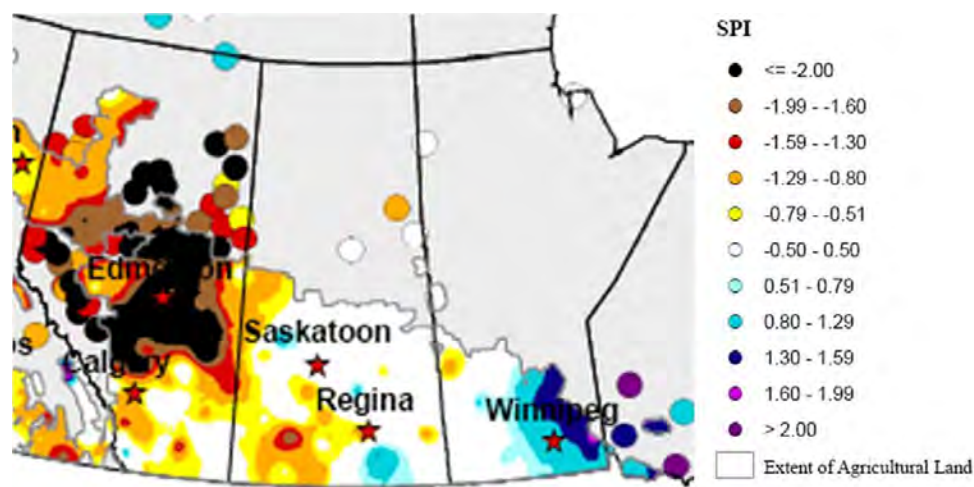 SPI
<= -2.00
-1.99 - -1.60
-1.59 - -1.30
-1.29 - -0.80
-0.79 - -0.51
-0.50 - 0.50
0.51 - 0.79
0.80 - 1.29
1.30 - 1.59
1.60 - 1.99
> 2.00
Extent of Agricultural Land
Edmonton
Saskatoon
Calgary
Regina
Winnipeg